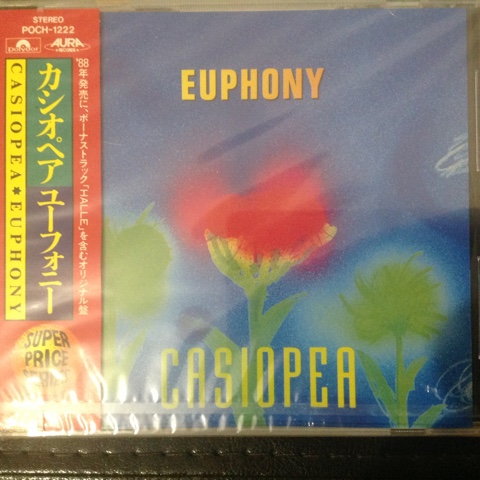 STEREO
POCH-1222
polydor
AURA
RECORDS
カシオペア ユーフォニー
CASIOPEA✷EUPHONY
'88年発売に、ボーナストラック「HALLE」を含むオリジナル盤
SUPER
PRICE
EUPHONY
CASIOPEA